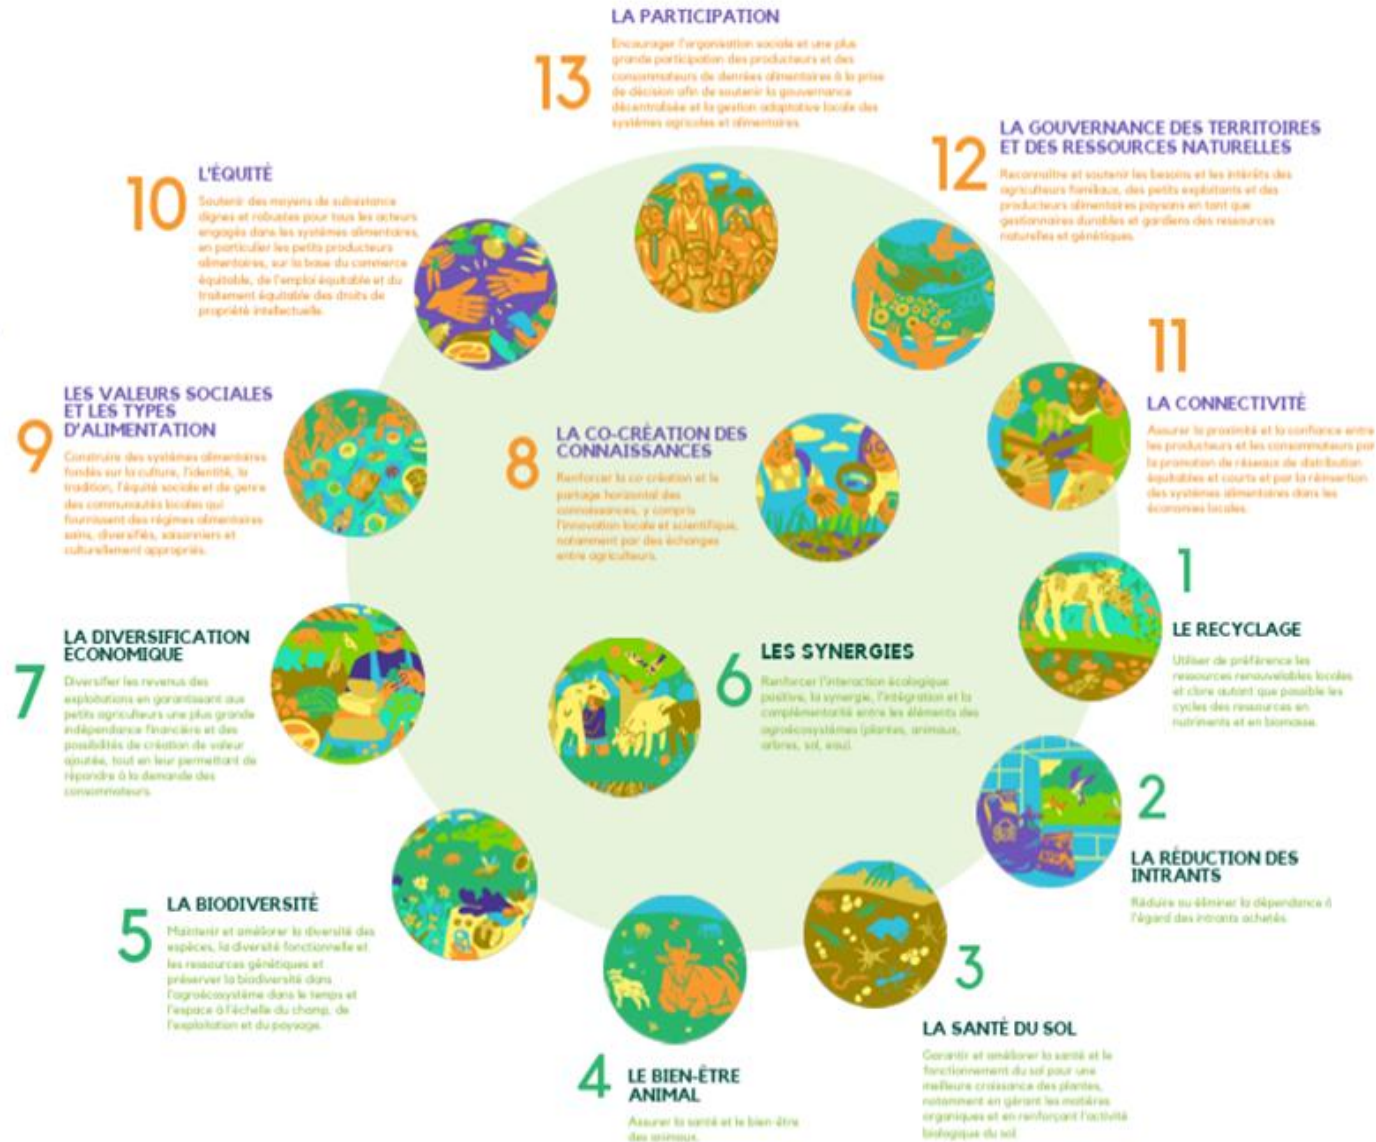 LA PARTICIPATION
13
Encourager l'organisation sociale et une plus
grande participation des producteurs et des
consommateurs de denrées alimentaires à la prise
de décision afin de soutenir la gouvernance
décentralisée et la gestion adaptative locale des
systèmes agricoles et alimentaires.
12
LA GOUVERNANCE DES TERRITOIRES
ET DES RESSOURCES NATURELLES
Reconnaître et soutenir les besoins et les intérêts des
agriculteurs familiaux, des petits exploitants et des
producteurs alimentaires paysans en tant que
gestionnaires durables et gardiens des ressources
naturelles et génétiques.
10
L'ÉQUITÉ
Soutenir des moyens de subsistance
dignes et robustes pour tous les acteurs
engagés dans les systèmes alimentaires,
en particulier les petits producteurs
alimentaires, sur la base du commerce
équitable, de l'emploi équitable et du
traitement équitable des droits de
propriété intellectuelle.
11
LA CONNECTIVITÉ
Assurer la proximité et la confiance entre
les producteurs et les consommateurs par
la promotion de réseaux de distribution
équitables et courts et par la réinsertion
des systèmes alimentaires dans les
économies locales.
9
LES VALEURS SOCIALES
ET LES TYPES
D'ALIMENTATION
Construire des systèmes alimentaires
fondés sur la culture, l'identité, la
tradition, l'équité sociale et de genre
des communautés locales qui
fournissent des régimes alimentaires
sains, diversifiés, saisonniers et
culturellement appropriés.
8
LA CO-CRÉATION DES
CONNAISSANCES
Renforcer la co-création et le
partage horizontal des
connaissances, y compris
l'innovation locale et scientifique,
notamment par des échanges
entre agriculteurs.
1
LE RECYCLAGE
Utiliser de préférence les
ressources renouvelables locales
et clore autant que possible les
cycles des ressources en
nutriments et en biomasse.
7
LA DIVERSIFICATION
ÉCONOMIQUE
Diversifier les revenus des
exploitations en garantissant aux
petits agriculteurs une plus grande
indépendance financière et des
possibilités de création de valeur
ajoutée, tout en leur permettant de
répondre à la demande des
consommateurs.
6
LES SYNERGIES
Renforcer l'interaction écologique
positive, la synergie, l'intégration et la
complémentarité entre les éléments des
agroécosystèmes (plantes, animaux,
arbres, sol, eau).
2
LA RÉDUCTION DES
INTRANTS
Réduire ou éliminer la dépendance à
l'égard des intrants achetés.
5
LA BIODIVERSITÉ
Maintenir et améliorer la diversité des
espèces, la diversité fonctionnelle et
les ressources génétiques et
préserver la biodiversité dans
l'agroécosystème dans le temps et
l'espace à l'échelle du champ, de
l'exploitation et du paysage.
3
LA SANTÉ DU SOL
Garantir et améliorer la santé et le
fonctionnement du sol pour une
meilleure croissance des plantes,
notamment en gérant les matières
organiques et en renforçant l'activité
biologique du sol.
4
LE BIEN-ÊTRE
ANIMAL
Assurer la santé et le bien-être
des animaux.